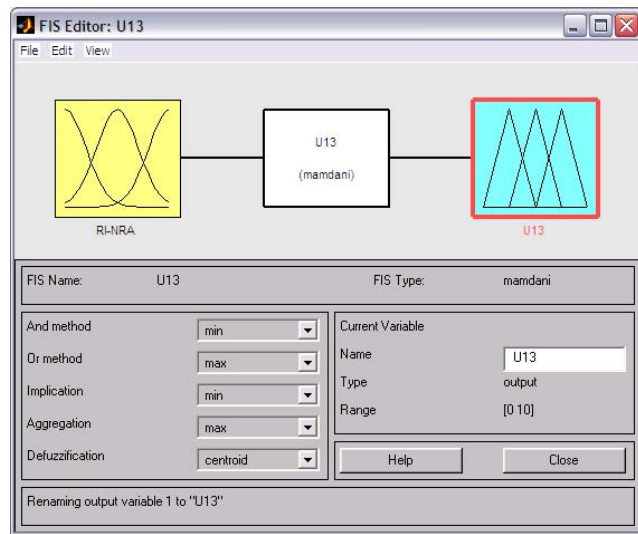 FIS Editor: U13
File Edit View
U13
(mamdani)
RI-NRA
U13
FIS Name: U13 FIS Type: mamdani
And method min
Or method max
Implication min
Aggregation max
Defuzzification centroid
Current Variable
Name U13
Type output
Range [0 10]
Help Close
Renaming output variable 1 to "U13"